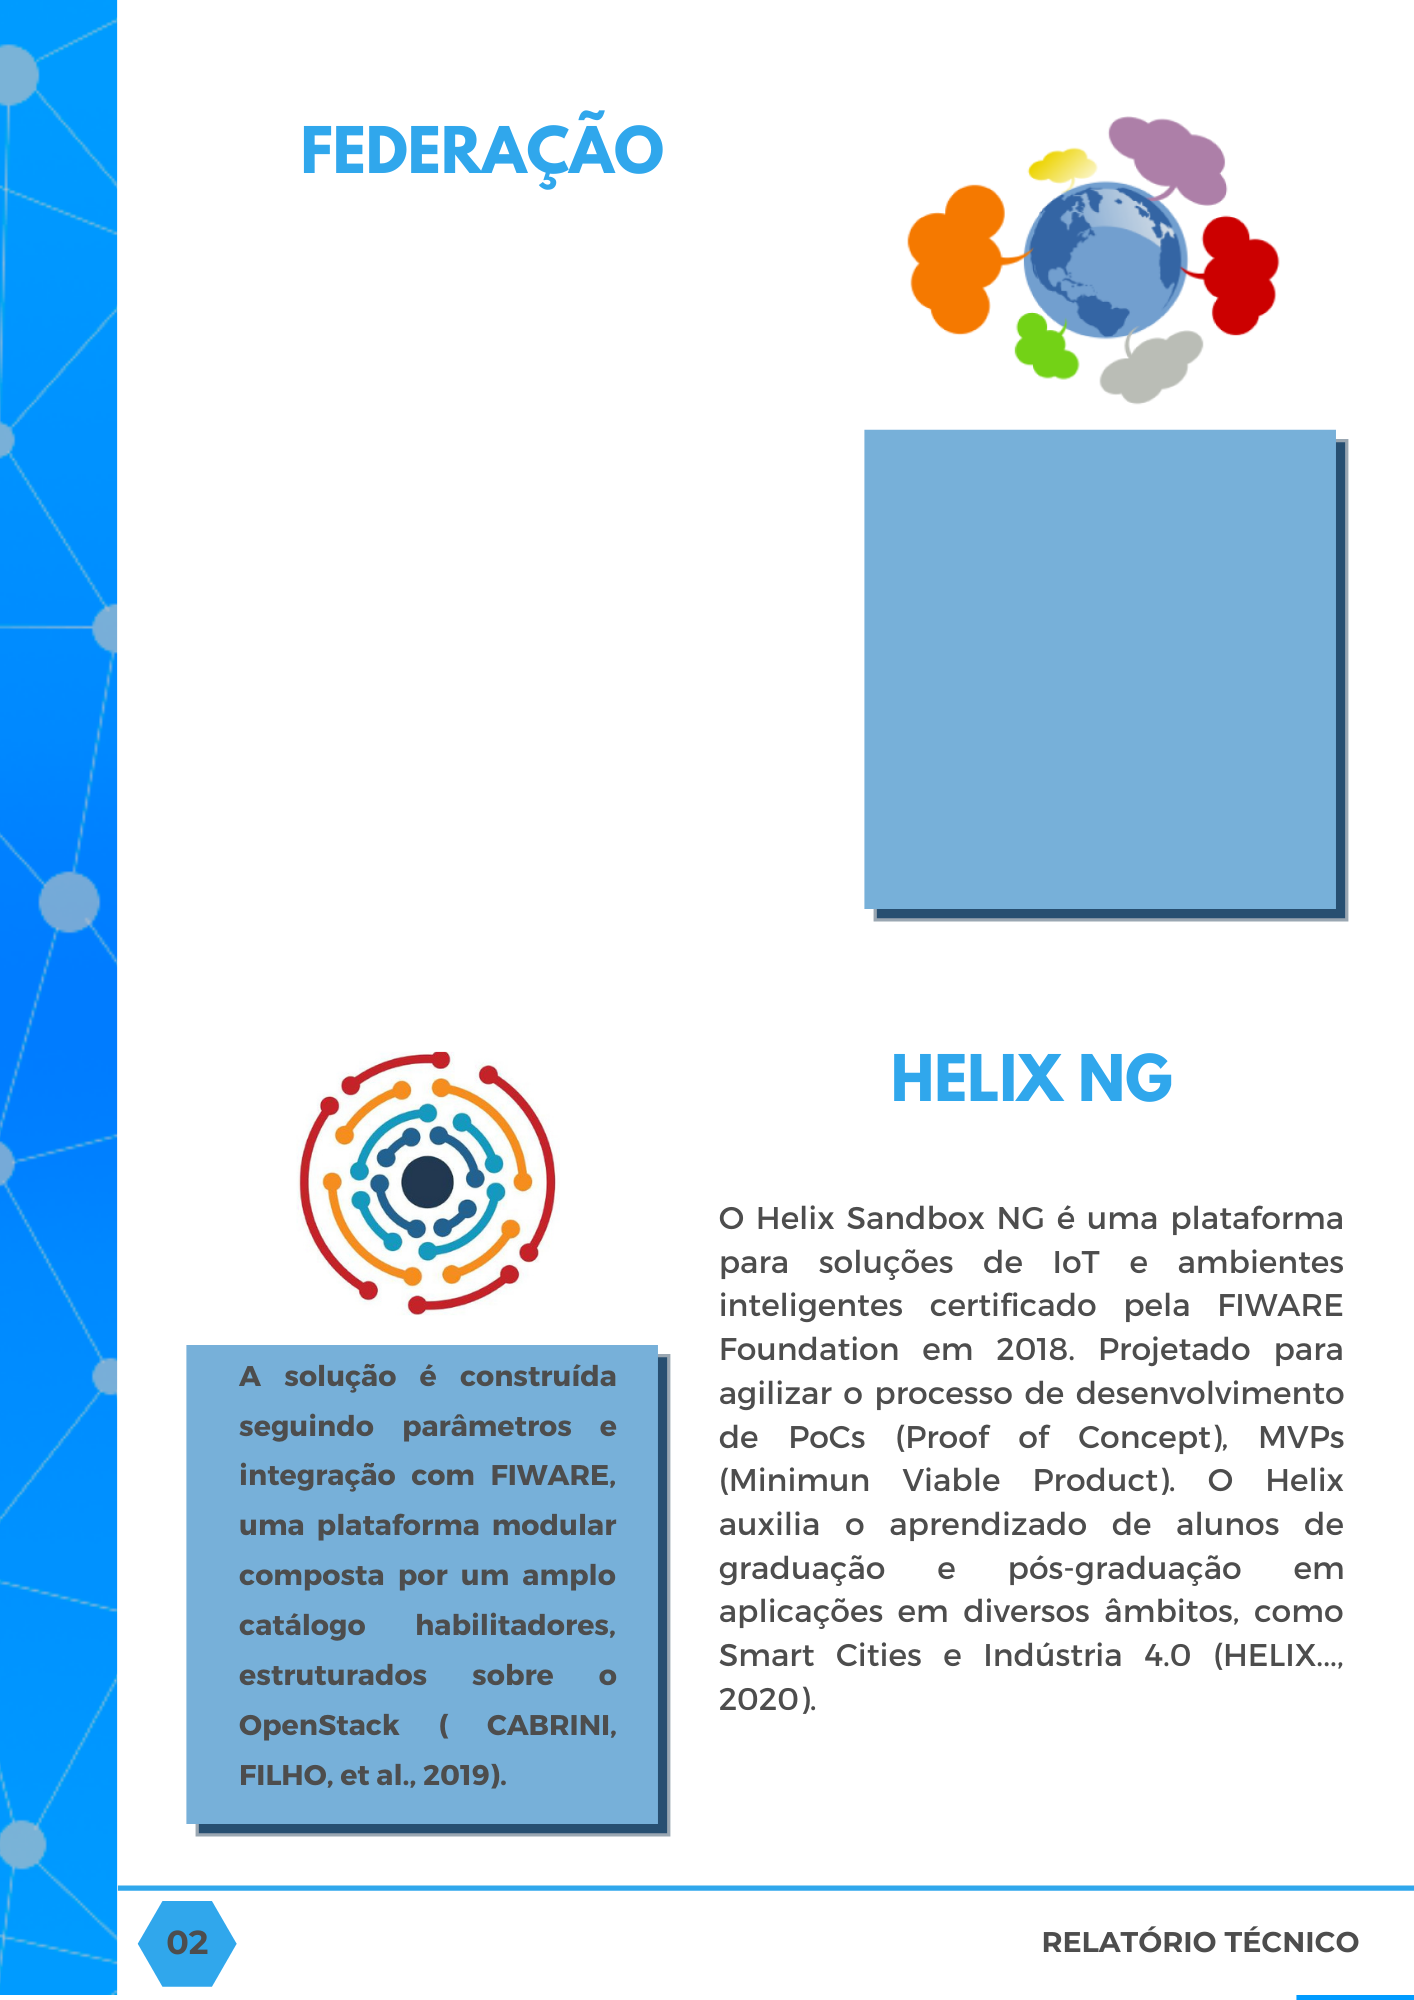 FEDERAÇÃO
HELIX NG
O Helix Sandbox NG é uma plataforma
para soluções de IoT e ambientes
inteligentes certificado pela FIWARE
Foundation em 2018. Projetado para
agilizar o processo de desenvolvimento
de PoCs (Proof of Concept), MVPs
(Minimun Viable Product). O Helix
auxilia o aprendizado de alunos de
graduação e pós-graduação em
aplicações em diversos âmbitos, como
Smart Cities e Indústria 4.0 (HELIX...,
2020).
A solução é construída
seguindo parâmetros e
integração com FIWARE,
uma plataforma modular
composta por um amplo
catálogo habilitadores,
estruturados sobre o
OpenStack ( CABRINI,
FILHO, et al., 2019).
02
RELATÓRIO TÉCNICO